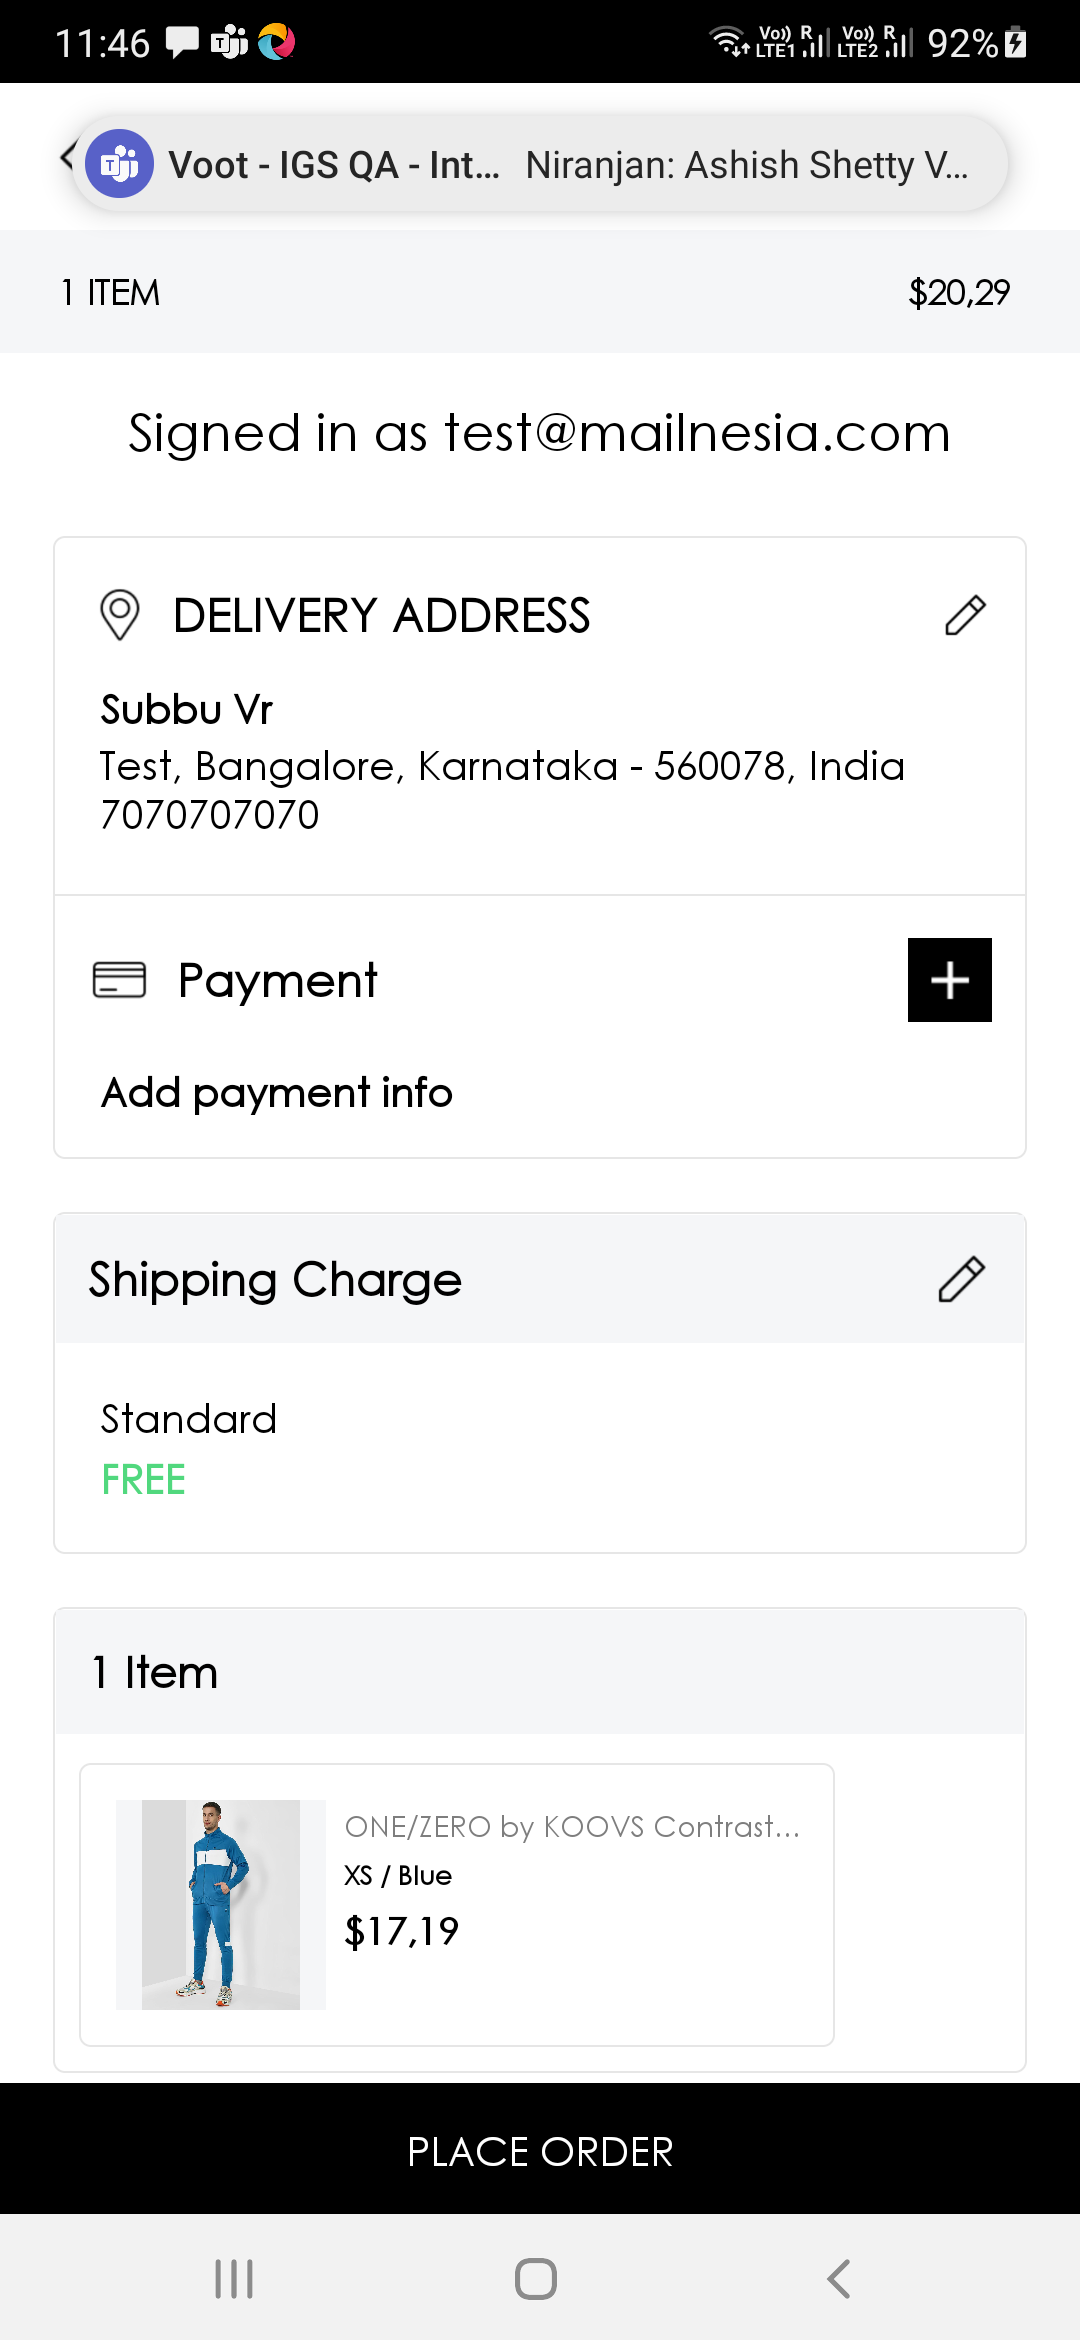 11:46 Vo)) R LTE1 Vo)) R LTE2 92%
Voot - IGS QA - Int... Niranjan: Ashish Shetty V...
1 ITEM $20,29
Signed in as test@mailnesia.com
DELIVERY ADDRESS
Subbu Vr
Test, Bangalore, Karnataka - 560078, India
7070707070
Payment
Add payment info
Shipping Charge
Standard
FREE
1 Item
ONE/ZERO by KOOVS Contrast...
XS / Blue
$17,19
PLACE ORDER